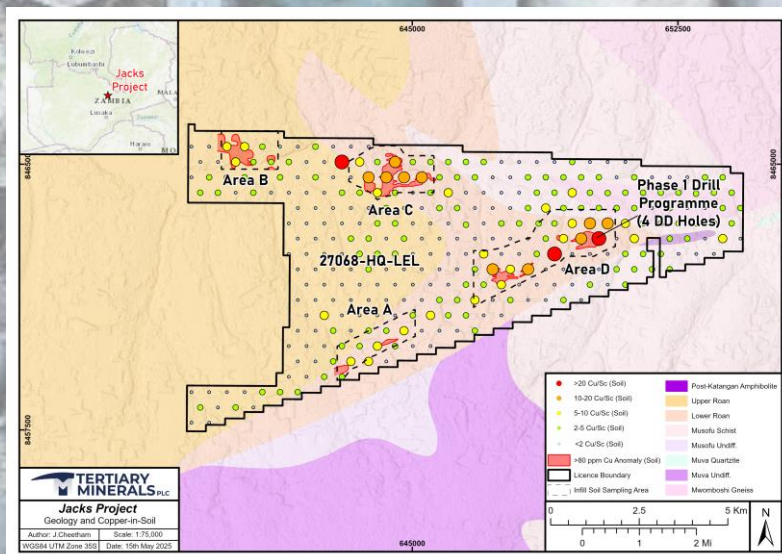 645000
652500
Kolwezi
Lubumbashi
Jacks
Project
ZAMBIA
Lusaka
Harare
8465000
8465000
Area B
Area C
Phase 1 Drill
Programme
(4 DD Holes)
27068-HQ-LEL
Area D
Area A
8457500
>20 Cu/Sc (Soil)
10-20 Cu/Sc (Soil)
5-10 Cu/Sc (Soil)
2-5 Cu/Sc (Soil)
<2 Cu/Sc (Soil)
>80 ppm Cu Anomaly (Soil)
Licence Boundary
Infill Soil Sampling Area
Post-Katangan Amphibolite
Upper Roan
Lower Roan
Musofu Schist
Musofu Undiff.
Muva Quartzite
Muva Undiff.
Mwomboshi Gneiss
TERTIARY
MINERALS PLC
Jacks Project
Geology and Copper-in-Soil
Author: J.Cheetham Scale: 1:75,000
WGS84 UTM Zone 35S Date: 15th May 2025
0 2.5 5 Km
0 1 2 Mi
N
645000